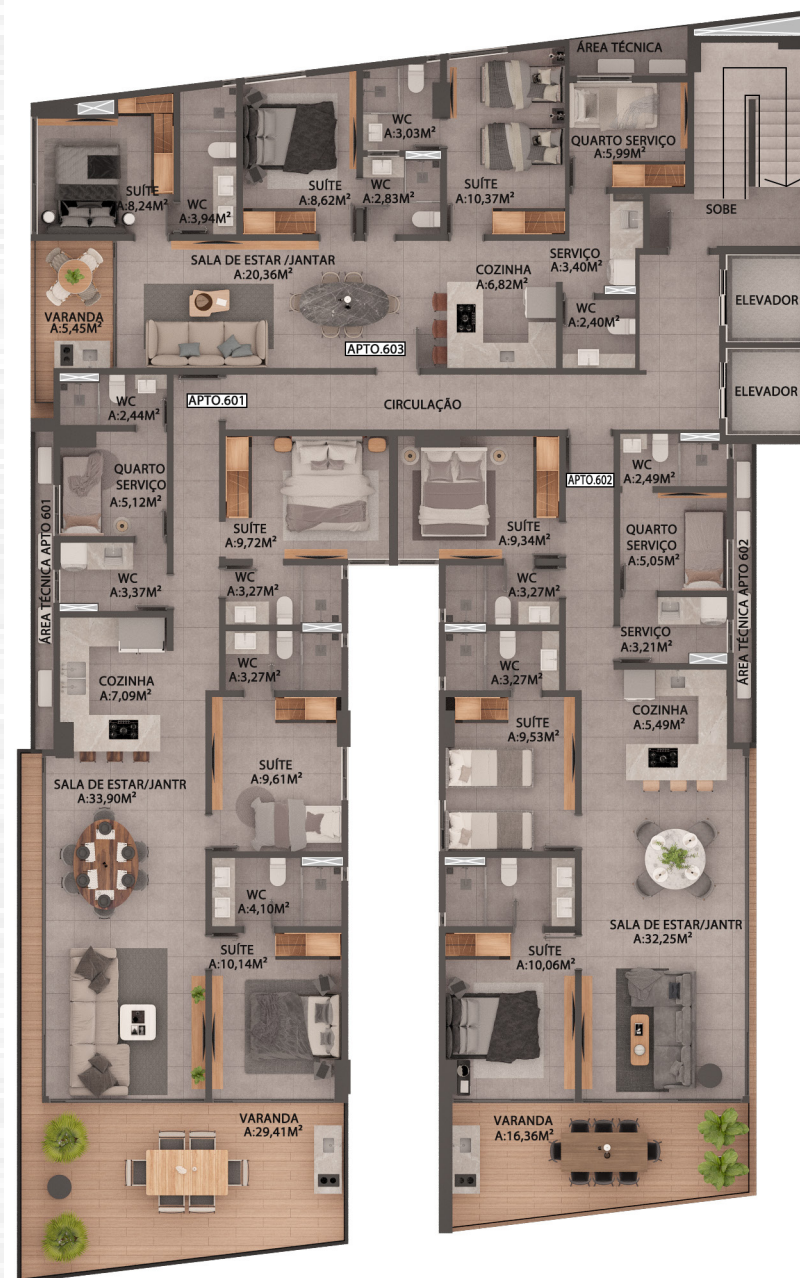 ÁREA TÉCNICA
WC
A:3,03M²
QUARTO SERVIÇO
A:5,99M²
SUÍTE
A:8,24M²
WC
A:3,94M²
SUÍTE
A:8,62M²
WC
A:2,83M²
SUÍTE
A:10,37M²
SOBE
SALA DE ESTAR /JANTAR
A:20,36M²
COZINHA
A:6,82M²
SERVIÇO
A:3,40M²
ELEVADOR
VARANDA
A:5,45M²
WC
A:2,40M²
APTO.603
ELEVADOR
WC
A:2,44M²
APTO.601
CIRCULAÇÃO
QUARTO
SERVIÇO
A:5,12M²
APTO.602
WC
A:2,49M²
SUÍTE
A:9,72M²
SUÍTE
A:9,34M²
QUARTO
SERVIÇO
A:5,05M²
ÁREA TÉCNICA APTO 601
ÁREA TÉCNICA APTO 602
WC
A:3,37M²
WC
A:3,27M²
WC
A:3,27M²
SERVIÇO
A:3,21M²
WC
A:3,27M²
WC
A:3,27M²
COZINHA
A:7,09M²
COZINHA
A:5,49M²
SUÍTE
A:9,53M²
SALA DE ESTAR/JANTR
A:33,90M²
SUÍTE
A:9,61M²
WC
A:4,10M²
SALA DE ESTAR/JANTR
A:32,25M²
SUÍTE
A:10,14M²
SUÍTE
A:10,06M²
VARANDA
A:29,41M²
VARANDA
A:16,36M²